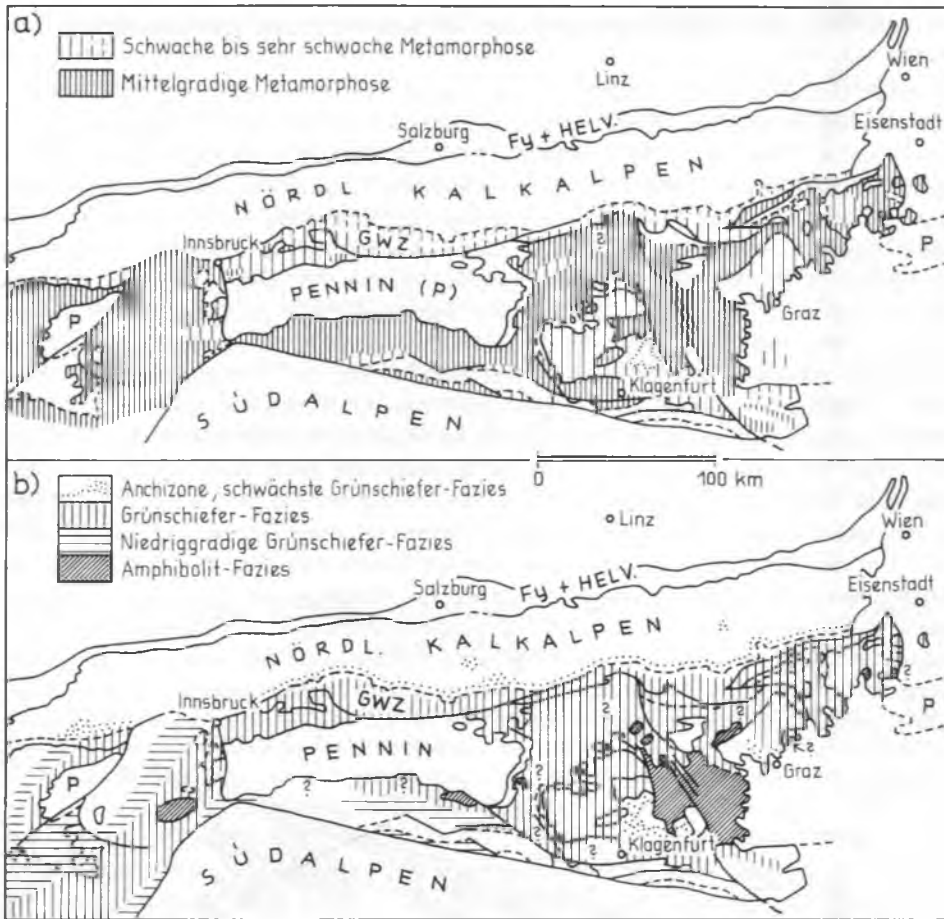 a)
Schwache bis sehr schwache Metamorphose
Mittelgradige Metamorphose
Wien
Linz
Eisenstadt
Salzburg
Fy + HELV.
NÖRDL. KALKALPEN
Innsbruck
GWZ
?
P
PENNIN (P)
P
Graz
Klagenfurt
SÜDALPEN
0 100 km
b)
Anchizone, schwächste Grünschiefer-Fazies
Grünschiefer-Fazies
Niedriggradige Grünschiefer-Fazies
Amphibolit-Fazies
Linz
Wien
Salzburg
Fy + HELV.
Eisenstadt
NÖRDL. KALKALPEN
?
Innsbruck
GWZ
P
?
PENNIN
P
KZ
?
Graz
?
?
?
?
?
Klagenfurt
?
SÜDALPEN